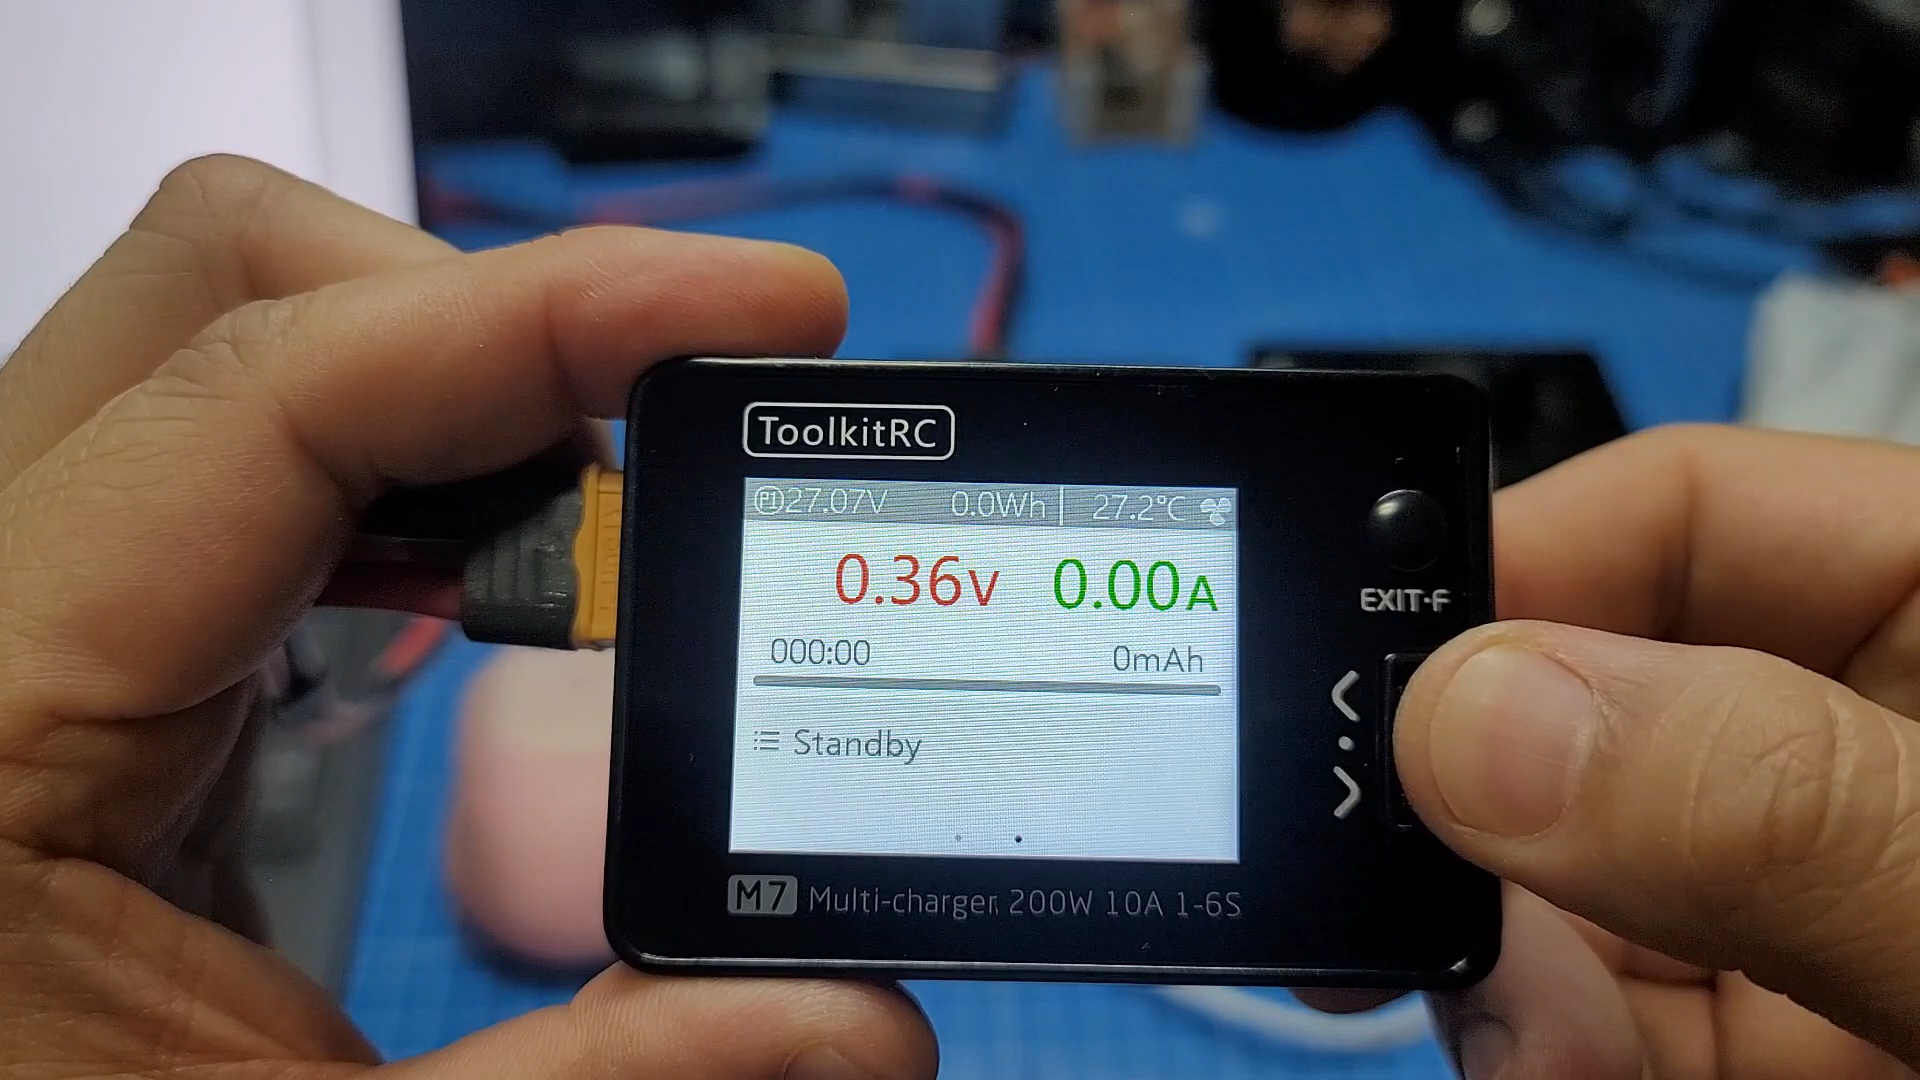 ToolkitRC
P1 27.07V 0.0Wh 27.2°C
0.36V 0.00A
000:00 0mAh
Standby
EXIT·F
M7 Multi-charger 200W 10A 1-6S